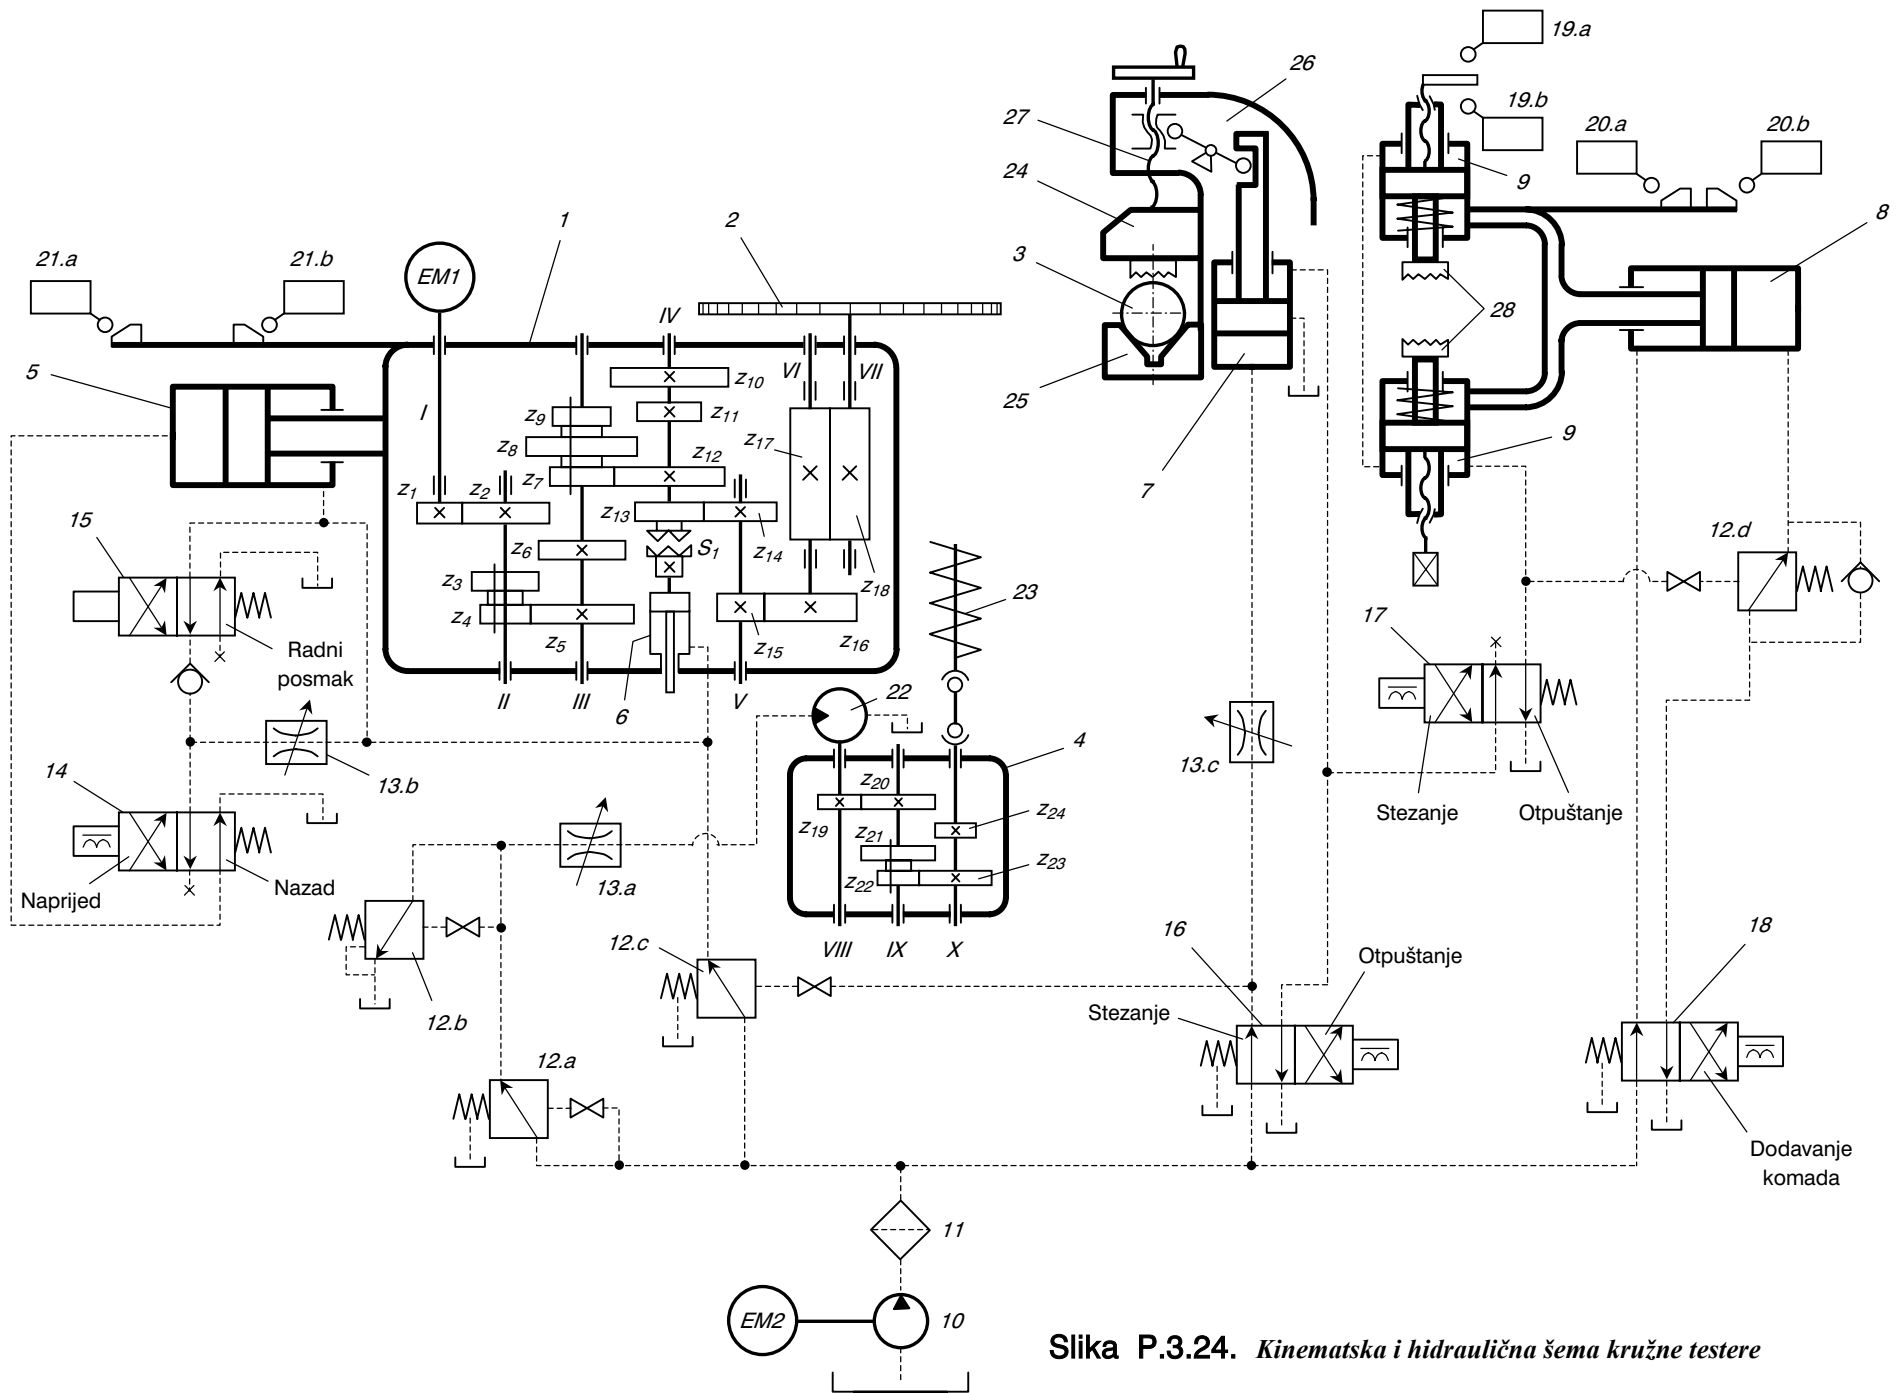 19.a
26
19.b
27
20.a
20.b
24
9
8
1
2
3
21.a
21.b
EM1
IV
28
5
VI
VII
z10
I
z9
z11
25
z8
z17
9
z7
z12
7
z1
z2
15
z13
S1
z14
12.d
z6
z3
z18
23
z4
17
Radni
posmak
z5
z15
z16
II
III
6
V
22
4
13.b
13.c
14
z20
Stezanje
Otpuštanje
z19
z21
z24
z23
13.a
z22
Naprijed
Nazad
12.c
VIII
IX
X
16
18
Otpuštanje
12.b
Stezanje
12.a
Dodavanje
komada
11
EM2
10
Slika P.3.24. Kinematska i hidraulična šema kružne testere